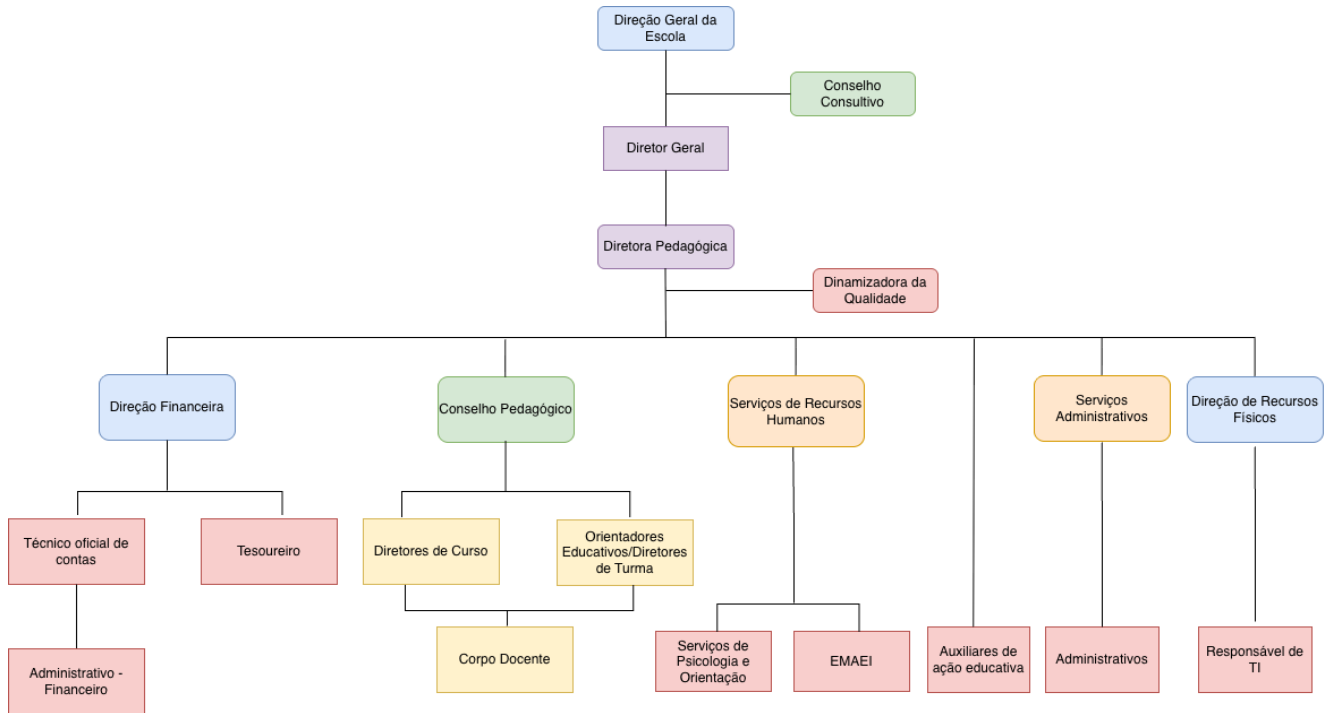 Direção Geral da
Escola
Conselho
Consultivo
Diretor Geral
Diretora Pedagógica
Dinamizadora da
Qualidade
Direção Financeira
Conselho Pedagógico
Serviços de Recursos
Humanos
Serviços
Administrativos
Direção de Recursos
Físicos
Técnico oficial de
contas
Tesoureiro
Diretores de Curso
Orientadores
Educativos/Diretores
de Turma
Administrativo -
Financeiro
Corpo Docente
Serviços de
Psicologia e
Orientação
EMAEI
Auxiliares de
ação educativa
Administrativos
Responsável de
TI